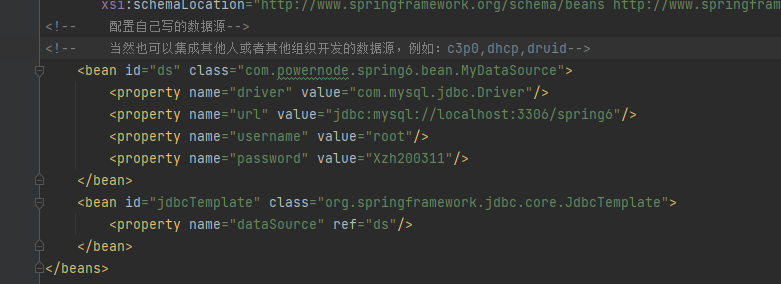 xsi:schemaLocation="http://www.springframework.org/schema/beans http://www.springfram
<!--    配置自己写的数据源-->
<!--    当然也可以集成其他人或者其他组织开发的数据源，例如：c3p0,dhcp,druid-->
<bean id="ds" class="com.powernode.spring6.bean.MyDataSource">
<property name="driver" value="com.mysql.jdbc.Driver"/>
<property name="url" value="jdbc:mysql://localhost:3306/spring6"/>
<property name="username" value="root"/>
<property name="password" value="Xzh200311"/>
</bean>
<bean id="jdbcTemplate" class="org.springframework.jdbc.core.JdbcTemplate">
<property name="dataSource" ref="ds"/>
</bean>
</beans>